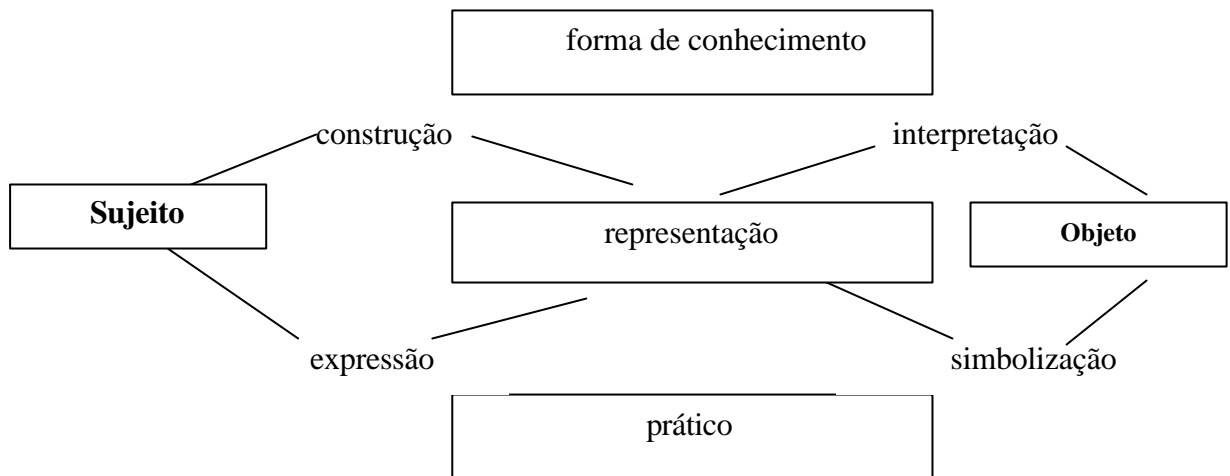 forma de conhecimento
construção
interpretação
Sujeito
representação
Objeto
expressão
simbolização
prático